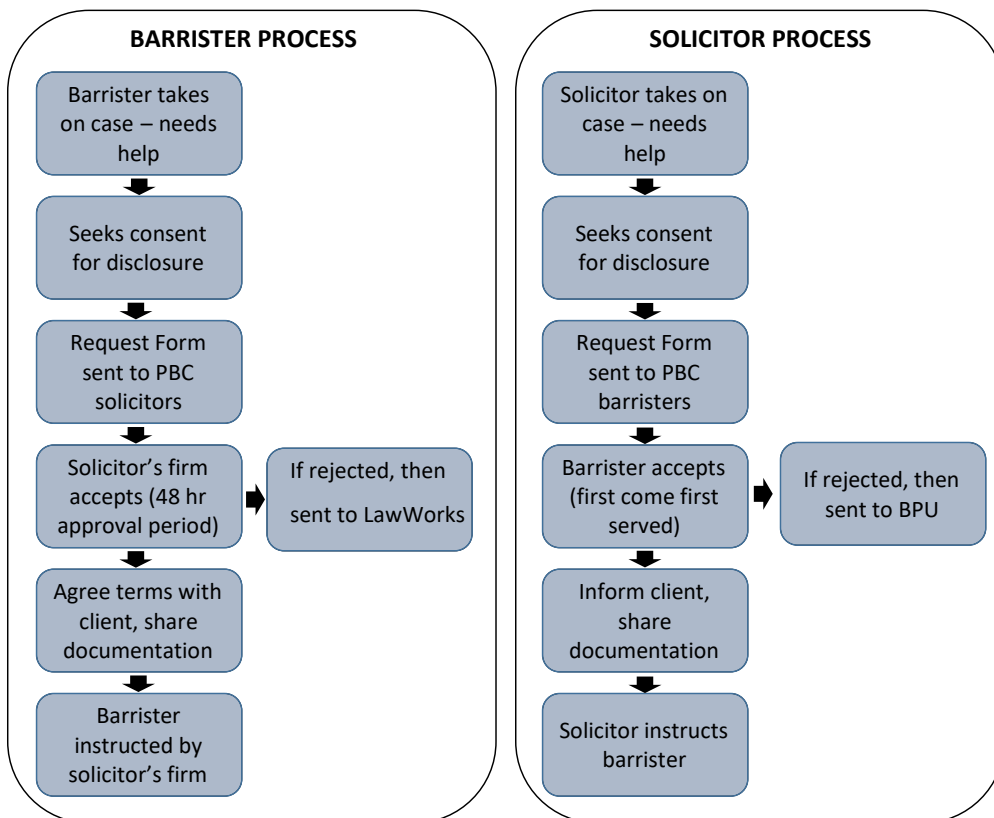 BARRISTER PROCESS
Barrister takes
on case – needs
help
Seeks consent
for disclosure
Request Form
sent to PBC
solicitors
Solicitor’s firm
accepts (48 hr
approval period)
If rejected, then
sent to LawWorks
Agree terms with
client, share
documentation
Barrister
instructed by
solicitor’s firm
SOLICITOR PROCESS
Solicitor takes on
case – needs
help
Seeks consent
for disclosure
Request Form
sent to PBC
barristers
Barrister accepts
(first come first
served)
If rejected, then
sent to BPU
Inform client,
share
documentation
Solicitor instructs
barrister